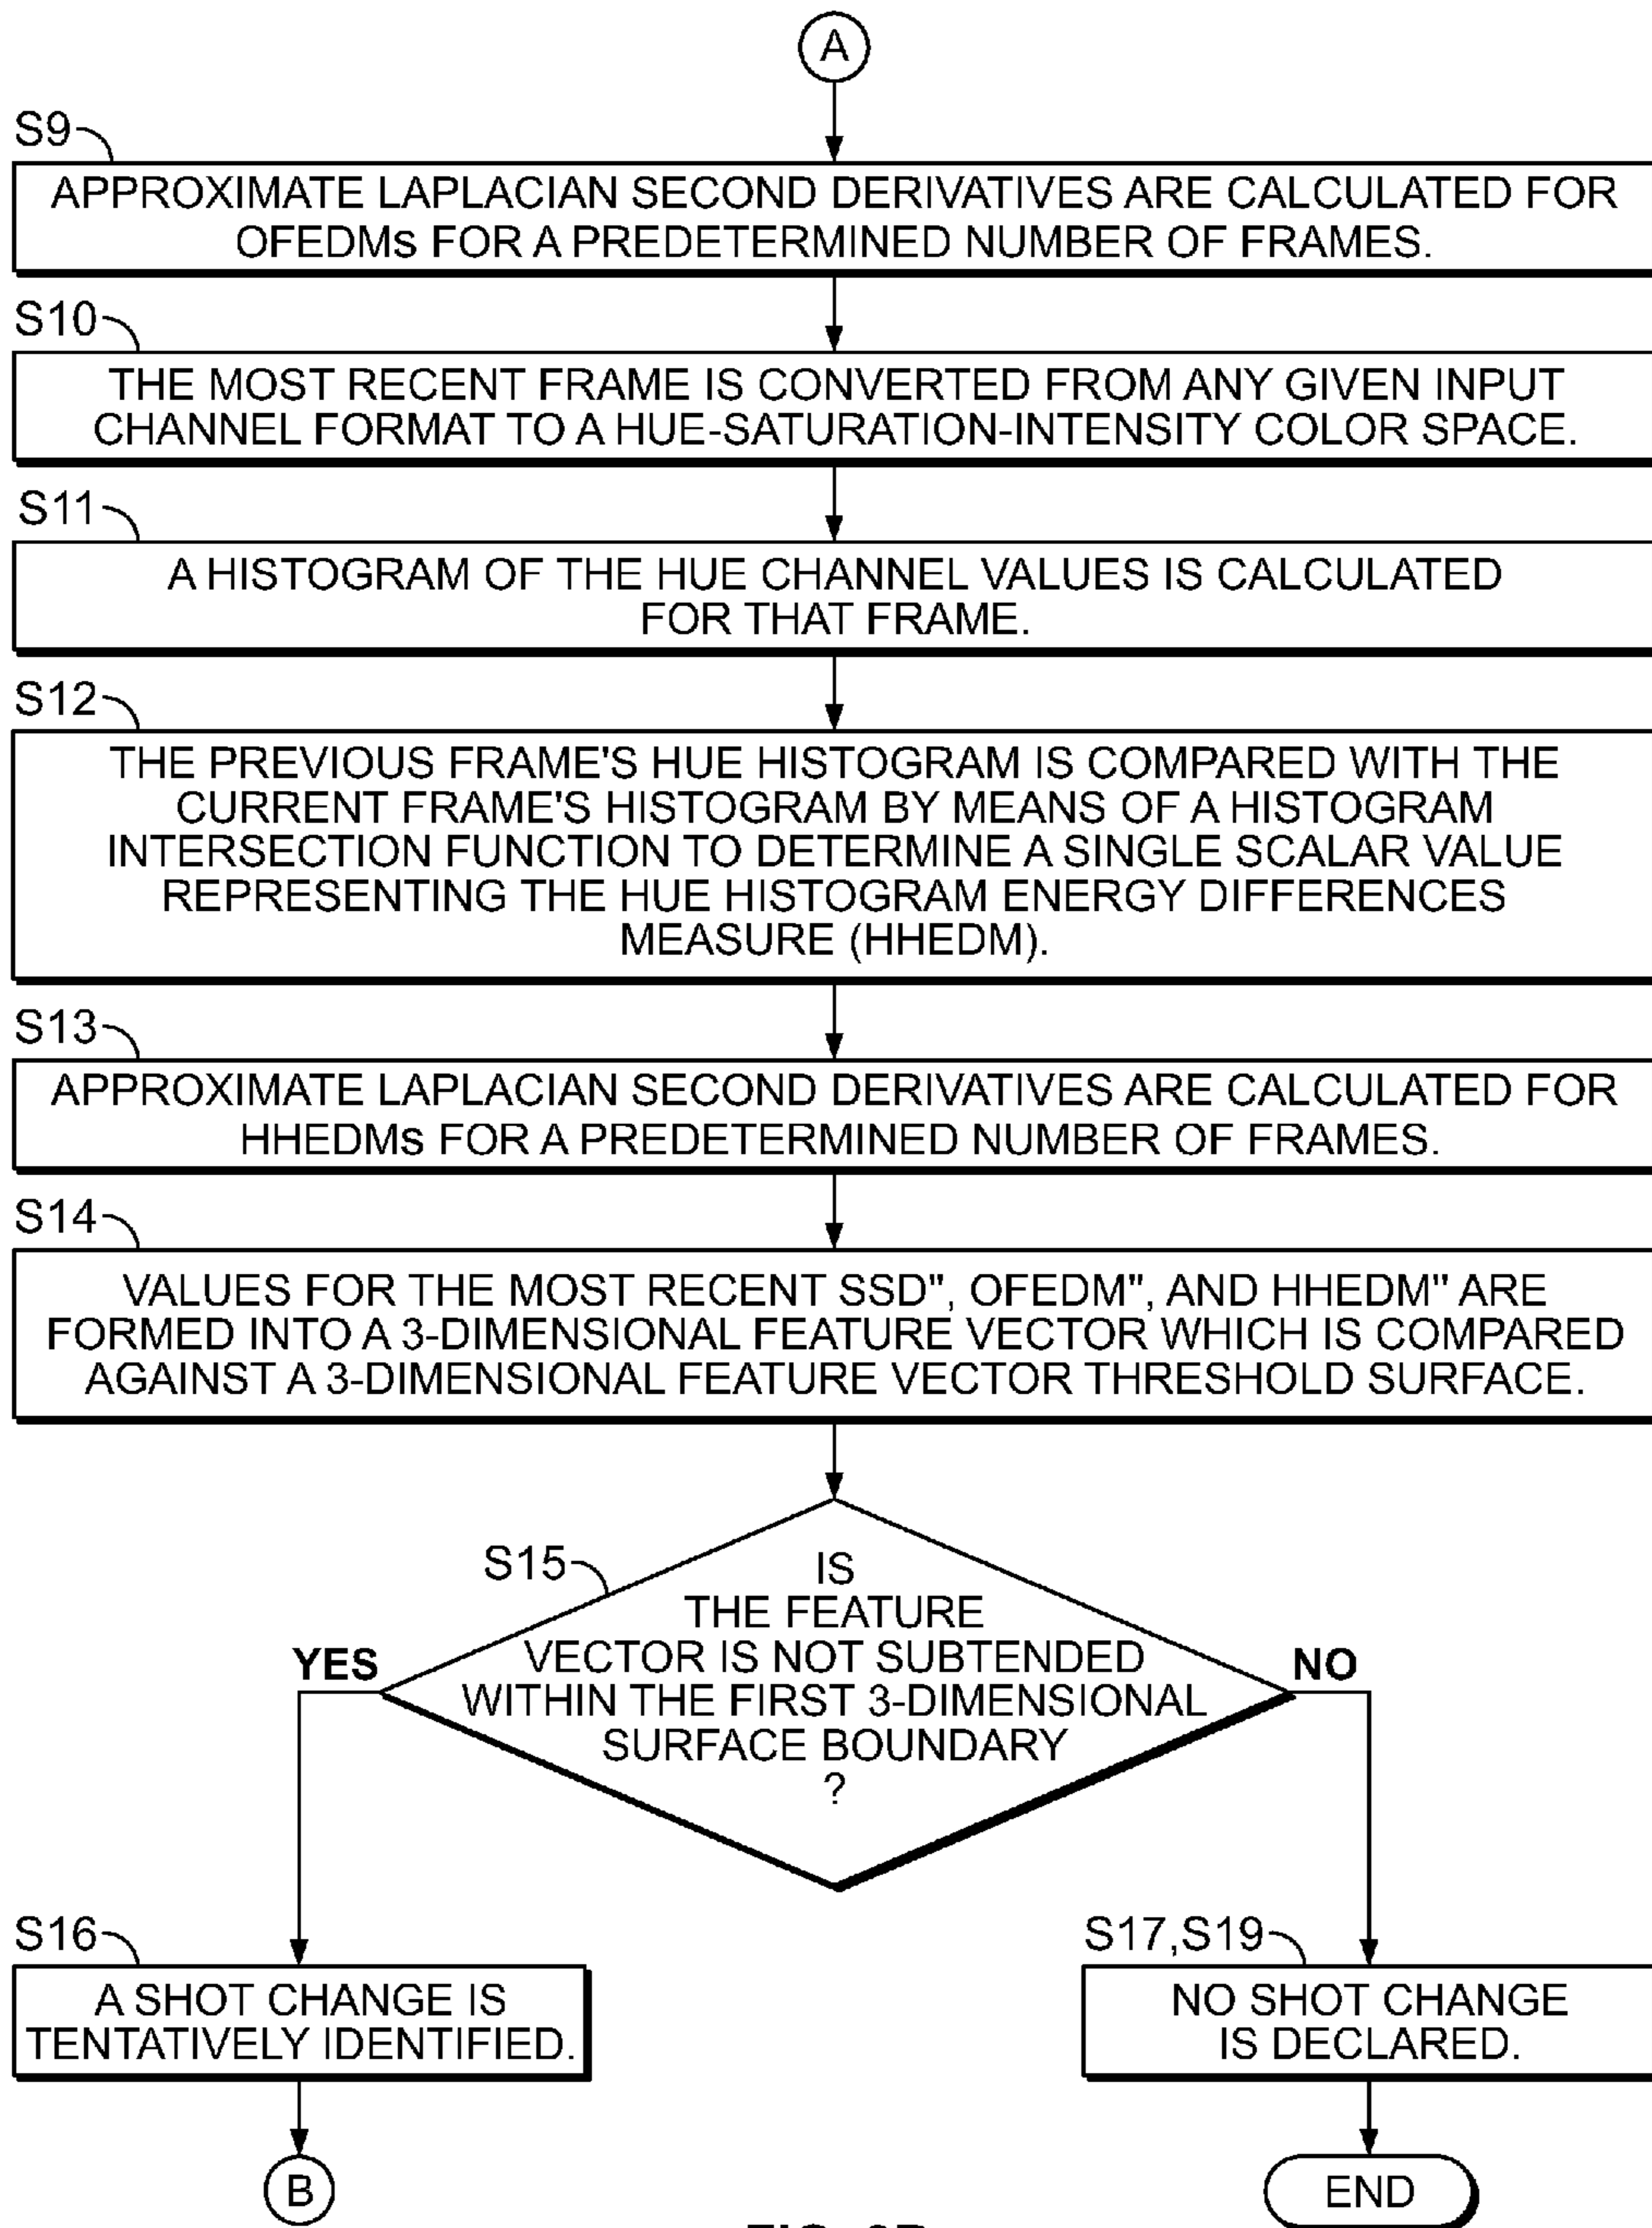 A
S9
APPROXIMATE LAPLACIAN SECOND DERIVATIVES ARE CALCULATED FOR
OFEDMs FOR A PREDETERMINED NUMBER OF FRAMES.
S10
THE MOST RECENT FRAME IS CONVERTED FROM ANY GIVEN INPUT
CHANNEL FORMAT TO A HUE-SATURATION-INTENSITY COLOR SPACE.
S11
A HISTOGRAM OF THE HUE CHANNEL VALUES IS CALCULATED
FOR THAT FRAME.
S12
THE PREVIOUS FRAME'S HUE HISTOGRAM IS COMPARED WITH THE
CURRENT FRAME'S HISTOGRAM BY MEANS OF A HISTOGRAM
INTERSECTION FUNCTION TO DETERMINE A SINGLE SCALAR VALUE
REPRESENTING THE HUE HISTOGRAM ENERGY DIFFERENCES
MEASURE (HHEDM).
S13
APPROXIMATE LAPLACIAN SECOND DERIVATIVES ARE CALCULATED FOR
HHEDMs FOR A PREDETERMINED NUMBER OF FRAMES.
S14
VALUES FOR THE MOST RECENT SSD", OFEDM", AND HHEDM" ARE
FORMED INTO A 3-DIMENSIONAL FEATURE VECTOR WHICH IS COMPARED
AGAINST A 3-DIMENSIONAL FEATURE VECTOR THRESHOLD SURFACE.
S15
IS
THE FEATURE
VECTOR IS NOT SUBTENDED
WITHIN THE FIRST 3-DIMENSIONAL
SURFACE BOUNDARY
?
YES
NO
S16
A SHOT CHANGE IS
TENTATIVELY IDENTIFIED.
S17,S19
NO SHOT CHANGE
IS DECLARED.
B
END